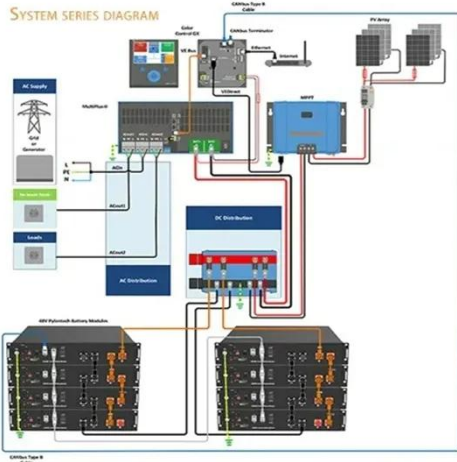 SYSTEM SERIES DIAGRAM
CANbus Type B
Cable
Color
Control GX
CANbus Terminator
VE Bus
Ethernet
Internet
PV Array
AC Supply
Grid
or
Generator
MultiPlus-II
VE.Direct
MPPT
L
PE
N
ACin
ACout1
Loads
ACout2
AC Distribution
DC Distribution
48V Pylontech Battery Modules
CANbus Type B